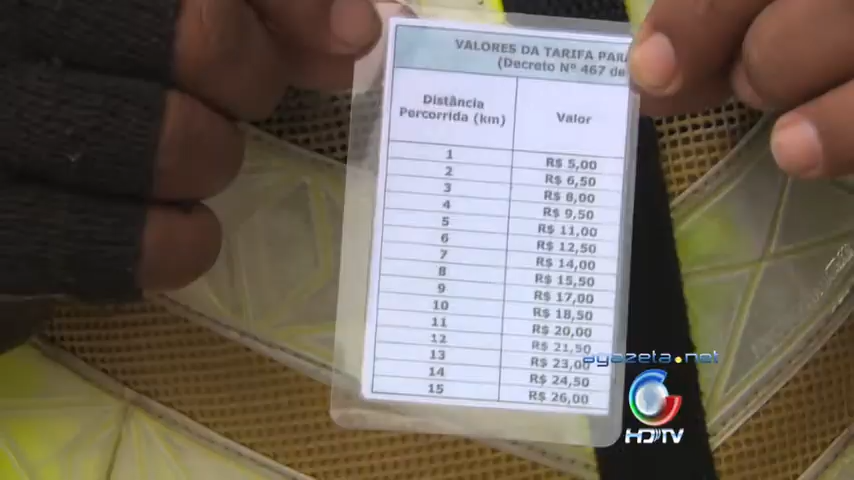 VALORES DA TARIFA PARA
(Decreto Nº 467 de
Distância Percorrida (km) Valor
1 R$ 5,00
2 R$ 6,50
3 R$ 8,00
4 R$ 9,50
5 R$ 11,00
6 R$ 12,50
7 R$ 14,00
8 R$ 15,50
9 R$ 17,00
10 R$ 18,50
11 R$ 20,00
12 R$ 21,50
13 R$ 23,00
14 R$ 24,50
15 R$ 26,00
agazeta.net
HDTV